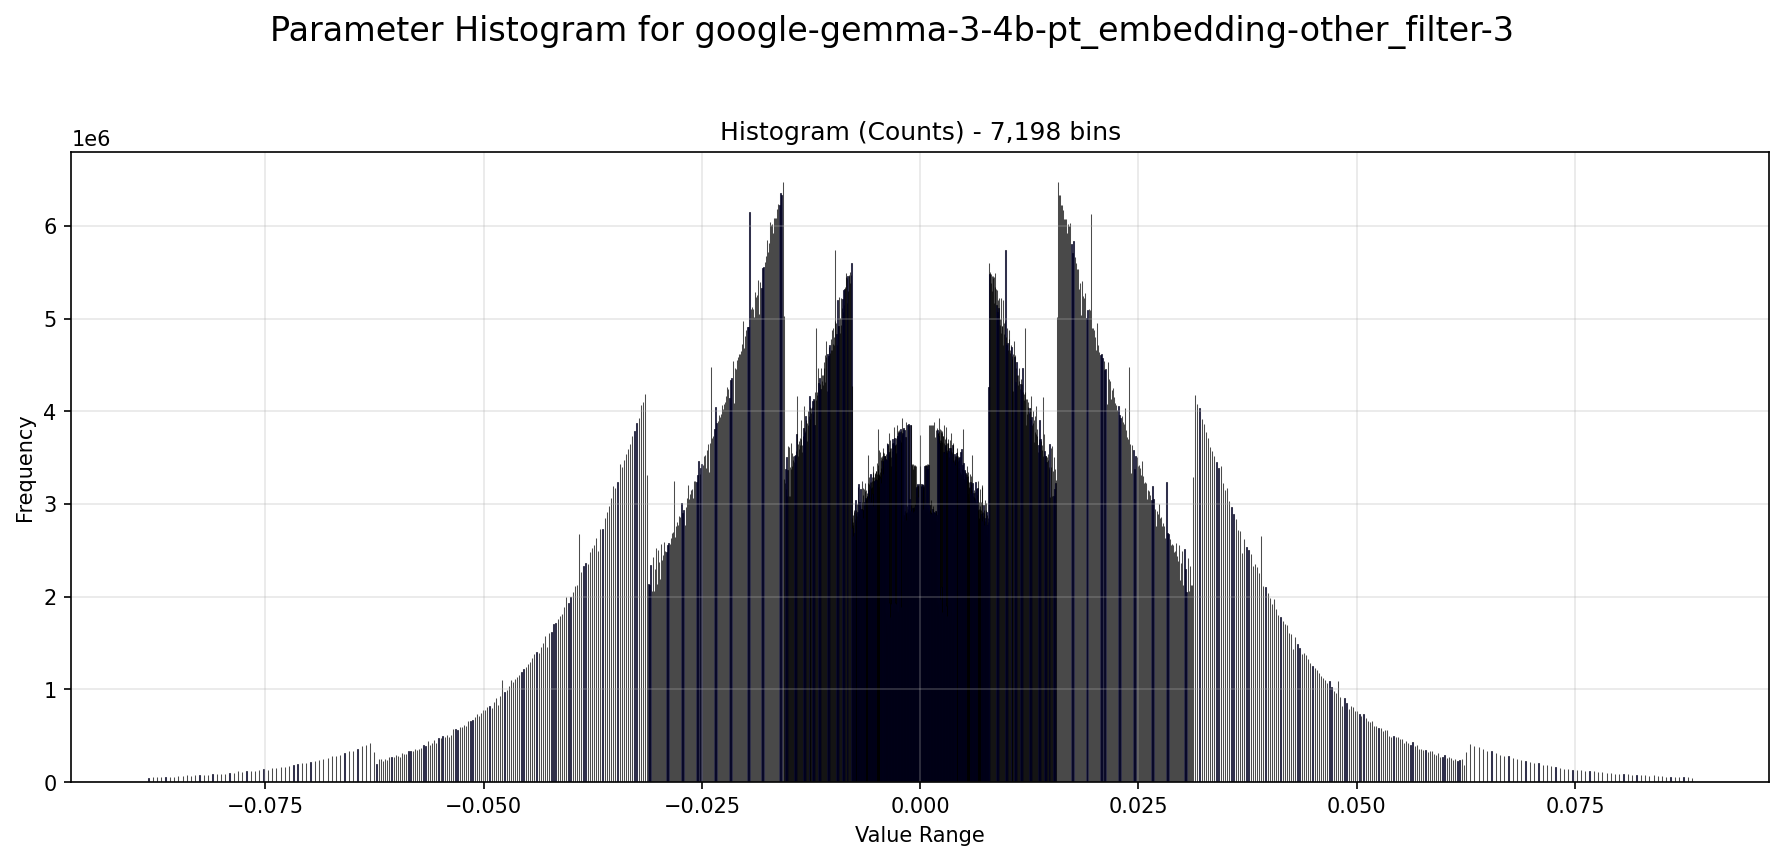 Parameter Histogram for google-gemma-3-4b-pt_embedding-other_filter-3
Histogram (Counts) - 7,198 bins
1e6
6
5
4
3
2
1
0
Frequency
−0.075 −0.050 −0.025 0.000 0.025 0.050 0.075
Value Range